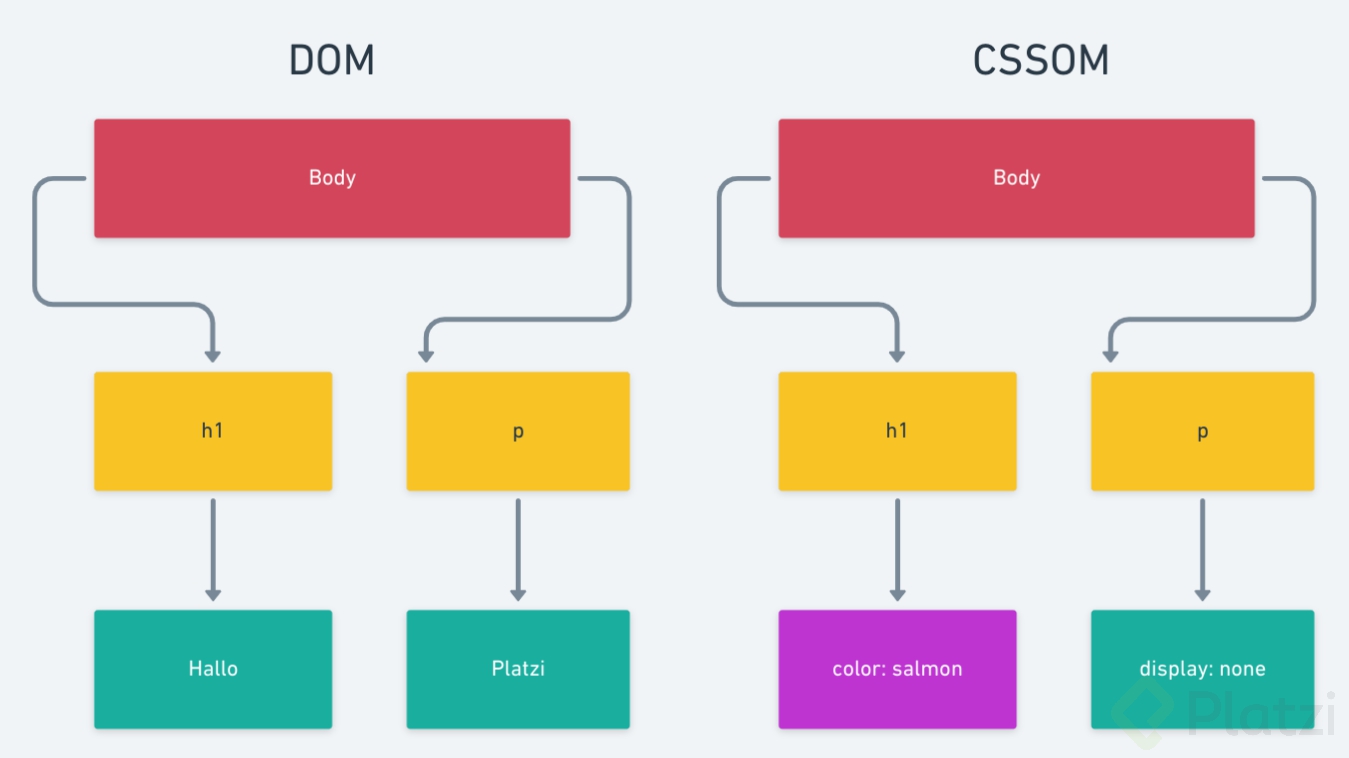 DOM
CSSOM
Body
Body
h1
p
h1
p
Hallo
Platzi
color: salmon
display: none
Platzi